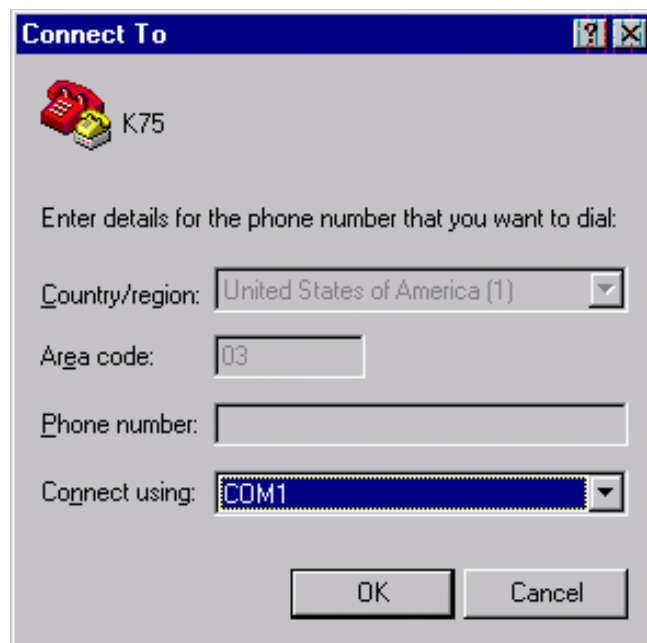 Connect To
K75
Enter details for the phone number that you want to dial:
Country/region: United States of America (1)
Area code: 03
Phone number:
Connect using: COM1
OK Cancel